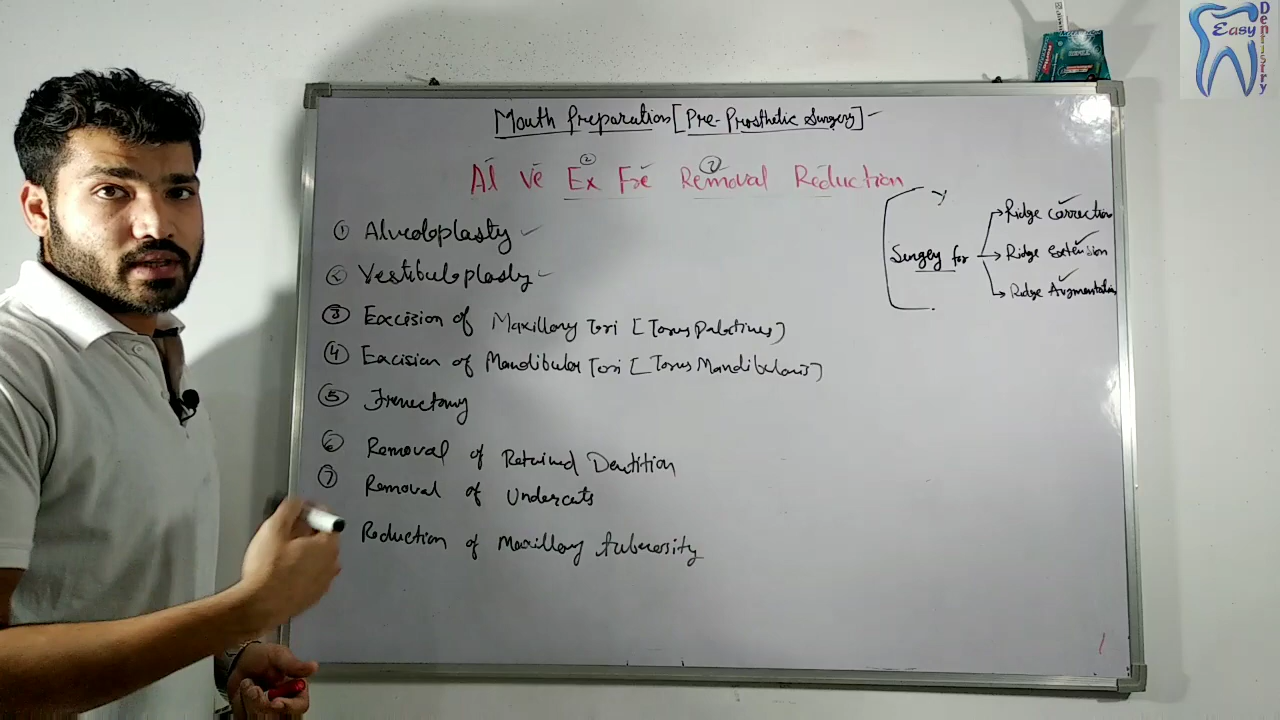 Easy Dentistry
Mouth Preparation [Pre-Prosthetic Surgery]
Al ve Ex Fre Removal Reduction
2 2
① Alveoloplasty
② Vestibuloplasty
③ Excision of Maxillary Tori [Torus Palatinus]
④ Excision of Mandibular Tori [Torus Mandibularis]
⑤ Frenectomy
⑥ Removal of Retained Dentition
⑦ Removal of Undercuts
Reduction of Maxillary tuberosity
Surgery for
Ridge correction
Ridge Extension
Ridge Augmentation